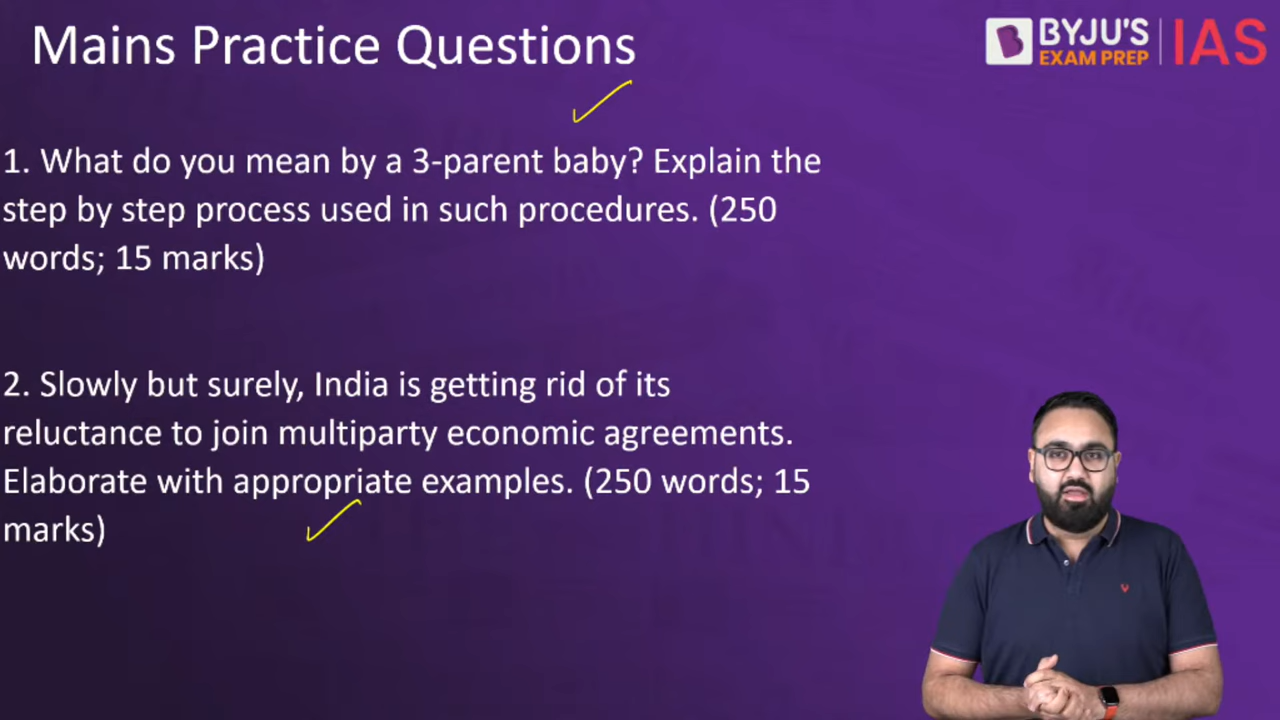 Mains Practice Questions
BYJU'S
EXAM PREP
IAS
1. What do you mean by a 3-parent baby? Explain the
step by step process used in such procedures. (250
words; 15 marks)
2. Slowly but surely, India is getting rid of its
reluctance to join multiparty economic agreements.
Elaborate with appropriate examples. (250 words; 15
marks)